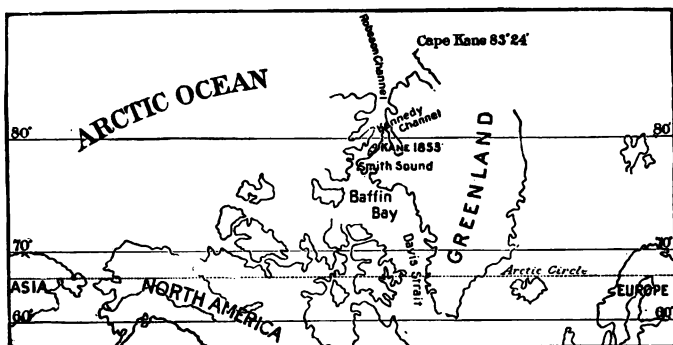 Robeson Channel
Cape Kane 83°24'
ARCTIC OCEAN
Kennedy Channel
80°
80°
KANE 1853
Smith Sound
Baffin Bay
GREENLAND
70°
70°
Davis Strait
Arctic Circle
ASIA
NORTH AMERICA
EUROPE
60°
60°